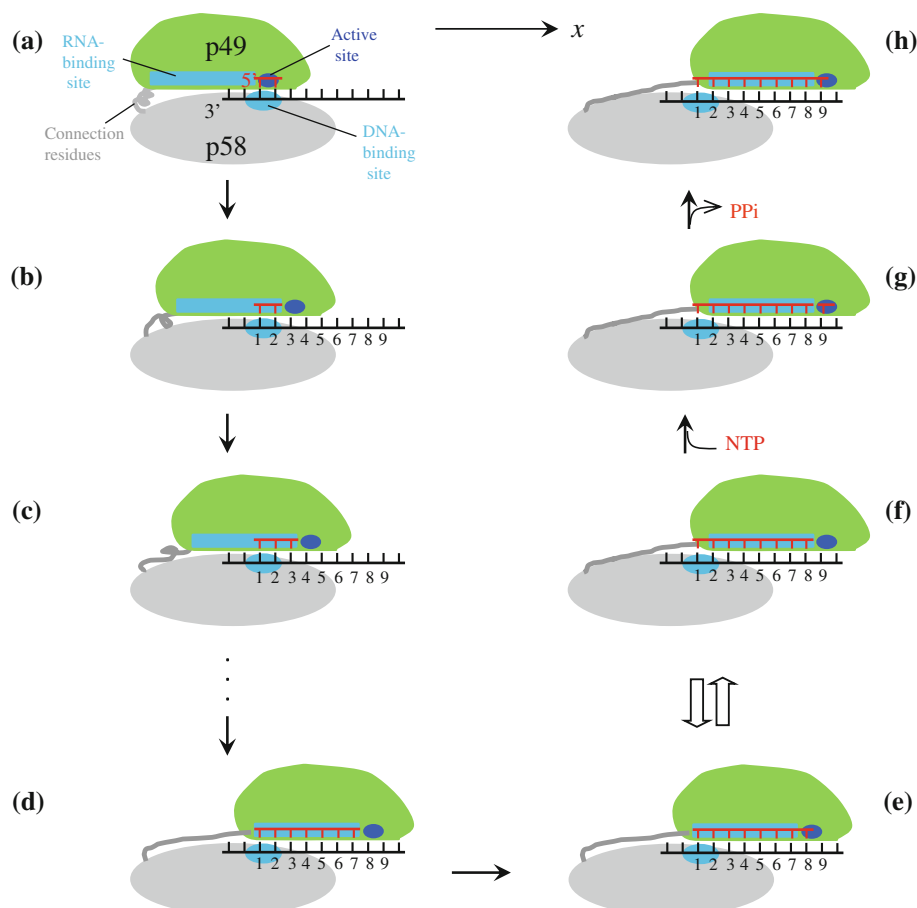 (a)
RNA-
binding
site
p49
Active
site
5'
3'
Connection
residues
p58
DNA-
binding
site
x
(h)
1 2 3 4 5 6 7 8 9
PPi
(b)
1 2 3 4 5 6 7 8 9
(g)
1 2 3 4 5 6 7 8 9
NTP
(c)
1 2 3 4 5 6 7 8 9
(f)
1 2 3 4 5 6 7 8 9
(d)
1 2 3 4 5 6 7 8 9
(e)
1 2 3 4 5 6 7 8 9